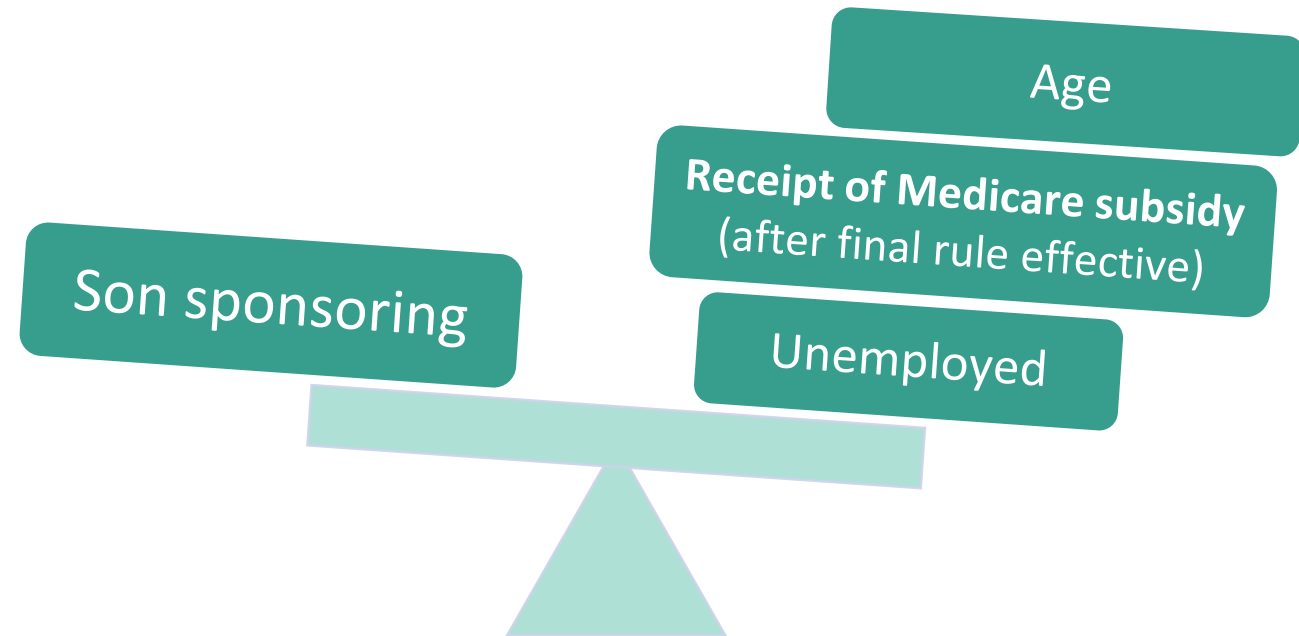 Son sponsoring
Age
Receipt of Medicare subsidy
(after final rule effective)
Unemployed